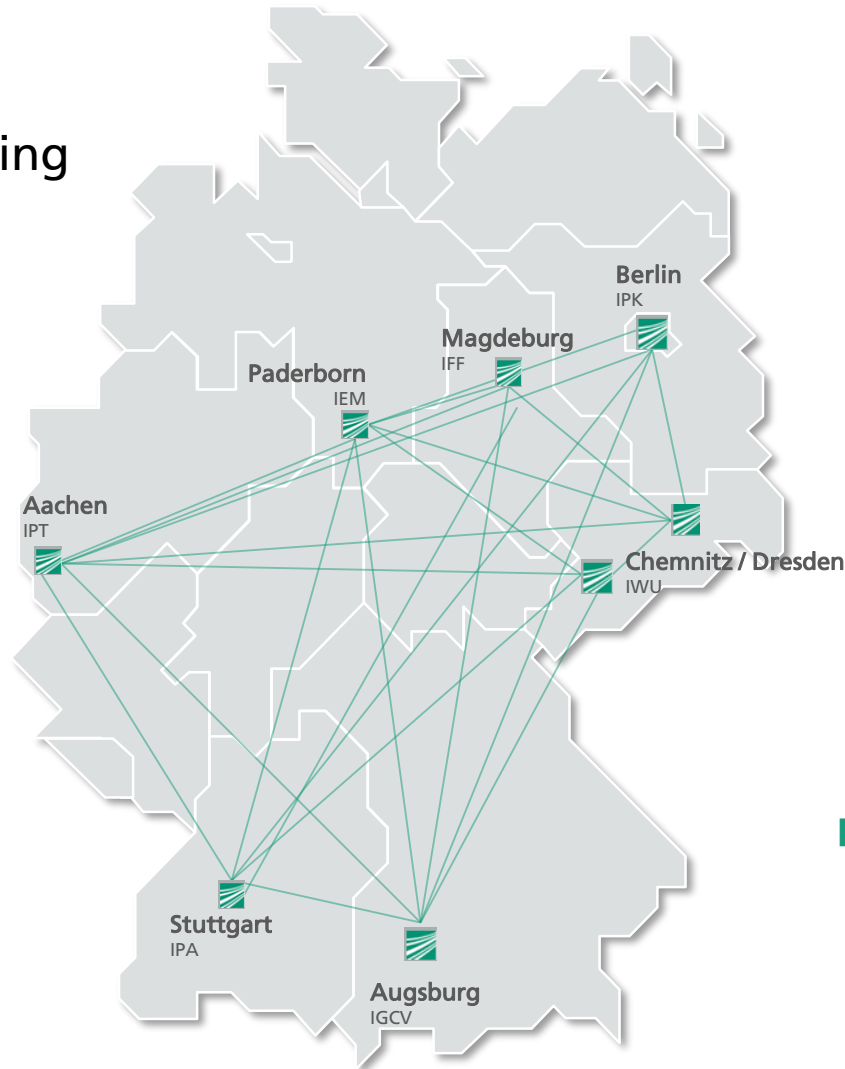 ing
Berlin
IPK
Magdeburg
IFF
Paderborn
IEM
Aachen
IPT
Chemnitz / Dresden
IWU
Stuttgart
IPA
Augsburg
IGCV